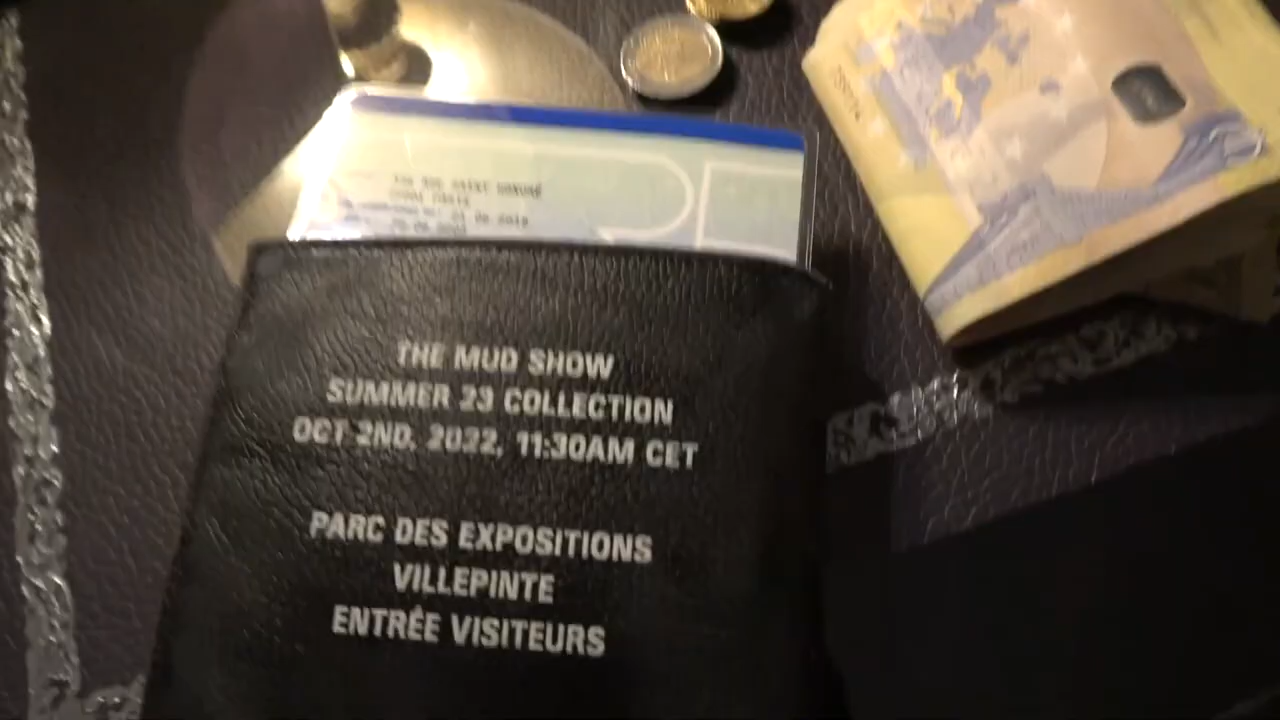 THE MUD SHOW
SUMMER 23 COLLECTION
OCT 2ND, 2022, 11:30AM CET
PARC DES EXPOSITIONS
VILLEPINTE
ENTRÉE VISITEURS